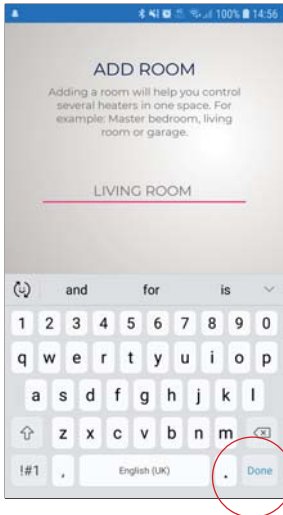 100% 14:56
ADD ROOM
Adding a room will help you control
several heaters in one space. For
example: Master bedroom, living
room or garage.
LIVING ROOM
and for is
1 2 3 4 5 6 7 8 9 0
q w e r t y u i o p
a s d f g h j k l
z x c v b n m
!#1 , English (UK) . Done